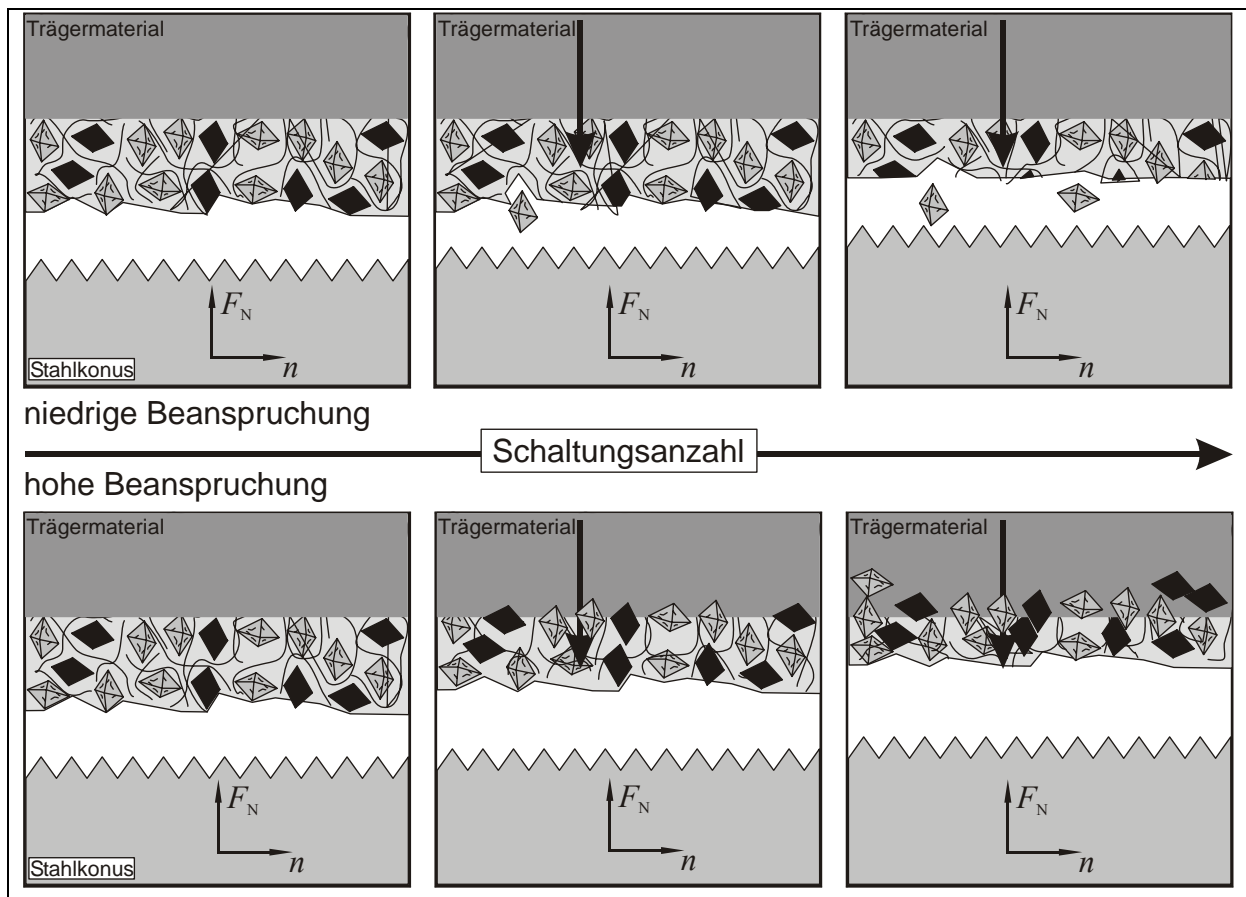 Trägermaterial
Trägermaterial
Trägermaterial
F_N
n
Stahlkonus
F_N
n
F_N
n
niedrige Beanspruchung
Schaltungsanzahl
hohe Beanspruchung
Trägermaterial
Trägermaterial
Trägermaterial
F_N
n
Stahlkonus
F_N
n
F_N
n